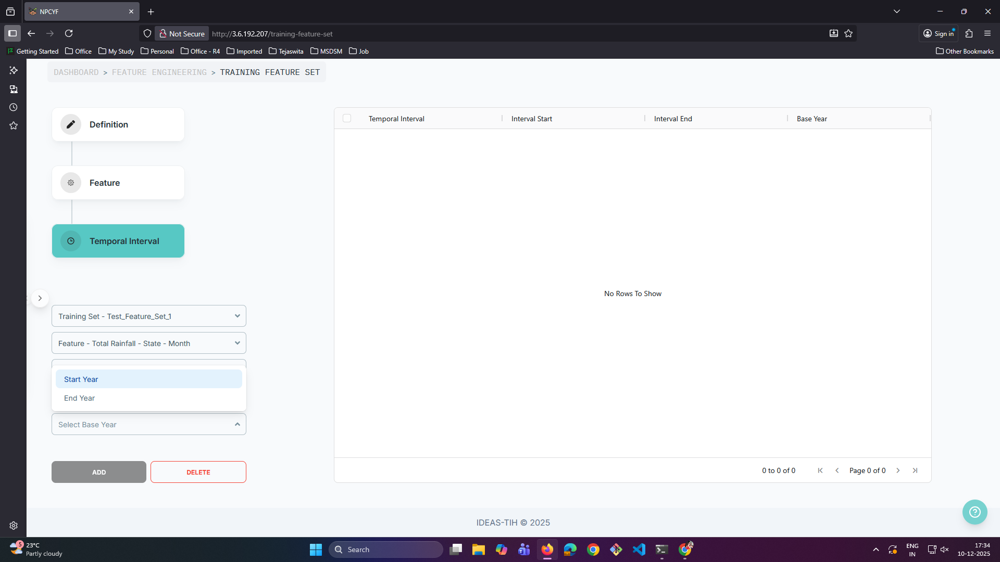 NPCYF
Not Secure
http://3.6.192.207/training-feature-set
Sign in
Getting Started
Office
My Study
Personal
Office - R4
Imported
Tejaswita
MSDSM
Job
Other Bookmarks
DASHBOARD > FEATURE ENGINEERING > TRAINING FEATURE SET
Definition
Feature
Temporal Interval
Temporal Interval
Interval Start
Interval End
Base Year
No Rows To Show
Training Set - Test_Feature_Set_1
Feature - Total Rainfall - State - Month
Start Year
End Year
Select Base Year
ADD
DELETE
0 to 0 of 0
Page 0 of 0
IDEAS-TIH © 2025
5
23°C
Partly cloudy
Search
ENG
IN
17:34
10-12-2025